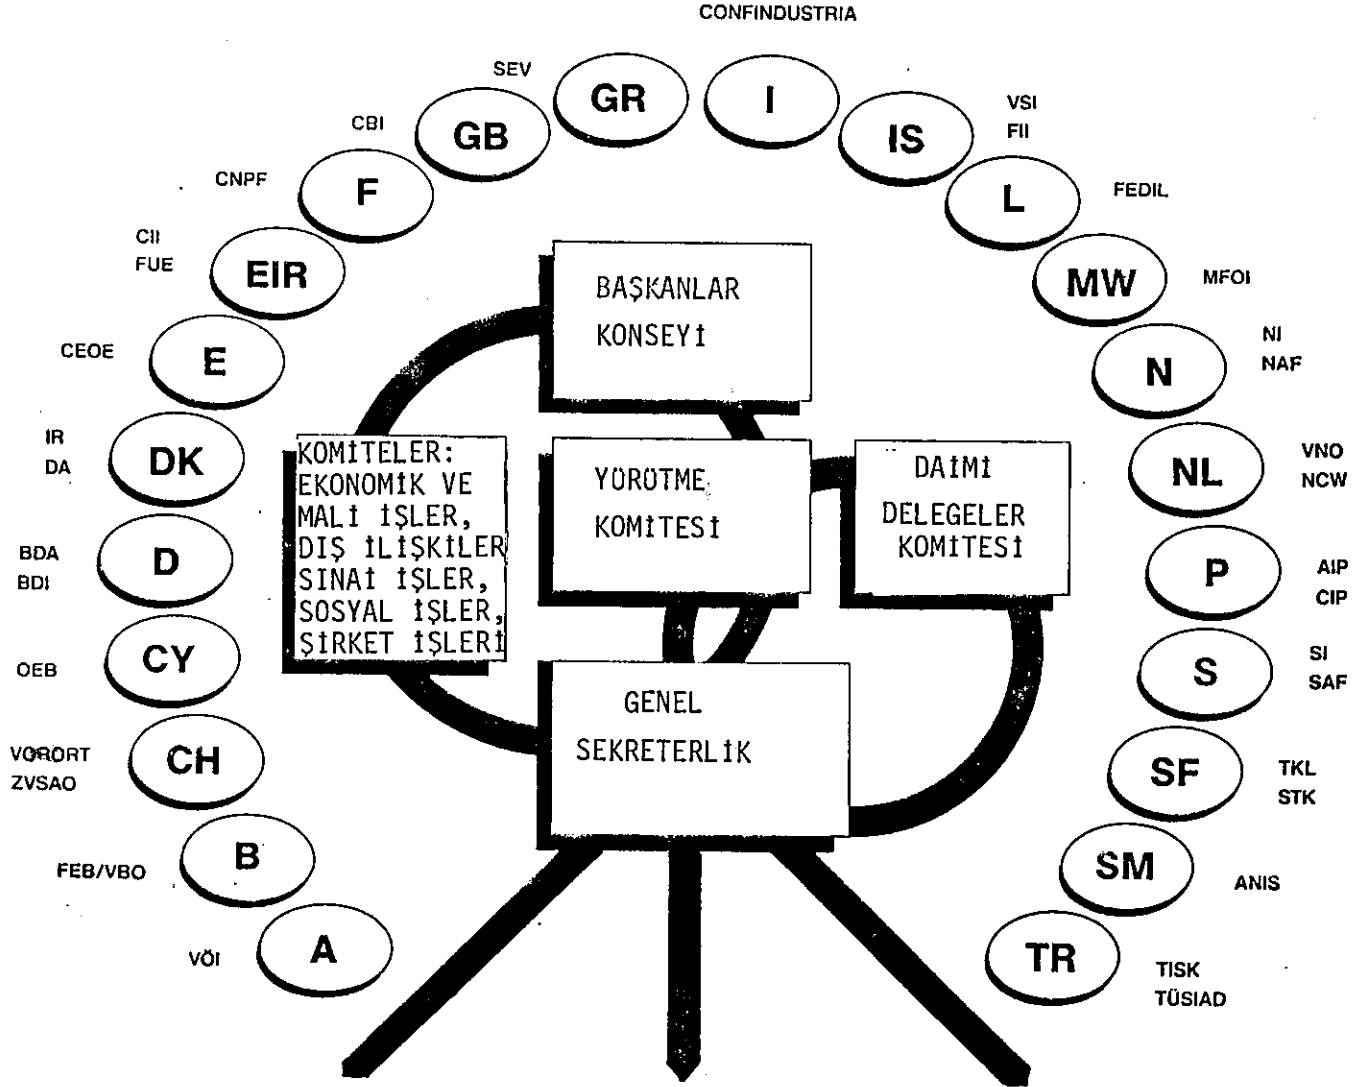 CONFINDUSTRIA
SEV
GR
I
CBI
GB
IS
VSI
FII
CNPF
F
L
FEDIL
CII
FUE
EIR
MW
MFOI
CEOE
E
N
NI
NAF
IR
DA
DK
NL
VNO
NCW
BDA
BDI
D
P
AIP
CIP
OEB
CY
S
SI
SAF
VORORT
ZVSAO
CH
SF
TKL
STK
FEB/VBO
B
SM
ANIS
VÖI
A
TR
TISK
TÜSIAD
BAŞKANLAR
KONSEYİ
KOMİTELER:
EKONOMİK VE
MALİ İŞLER,
DIŞ İLİŞKİLER
SINAİ İŞLER,
SOSYAL İŞLER,
ŞİRKET İŞLERİ
YÖRÖTME
KOMİTESİ
DAİMİ
DELEGELER
KOMİTESİ
GENEL
SEKRETERLİK